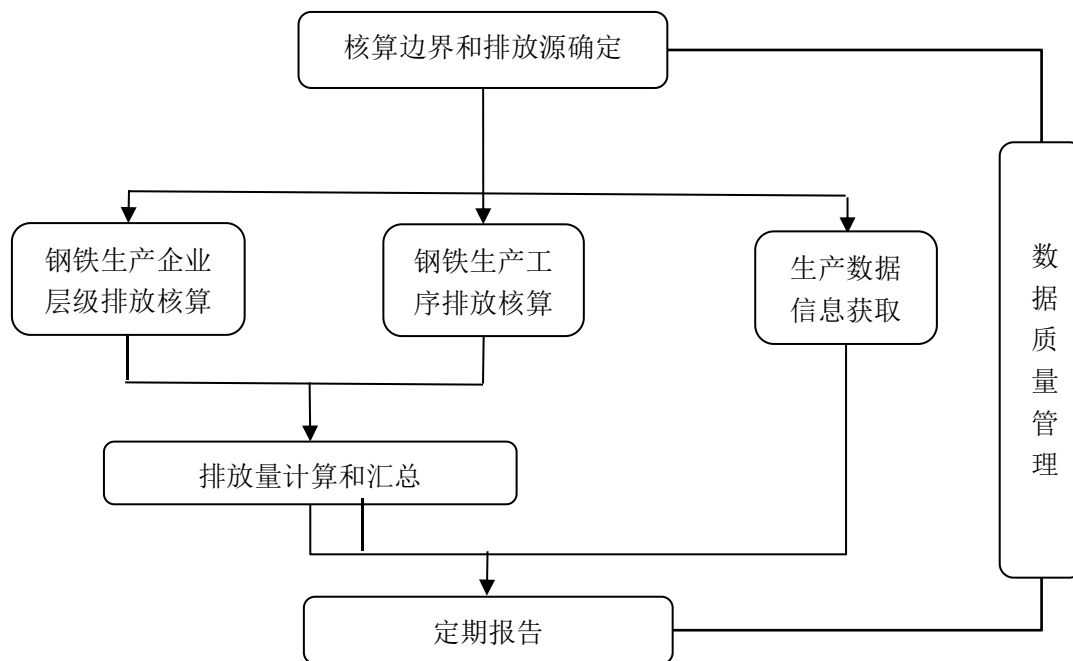 核算边界和排放源确定
钢铁生产企业
层级排放核算
钢铁生产工
序排放核算
生产数据
信息获取
数
据
质
量
管
理
排放量计算和汇总
定期报告